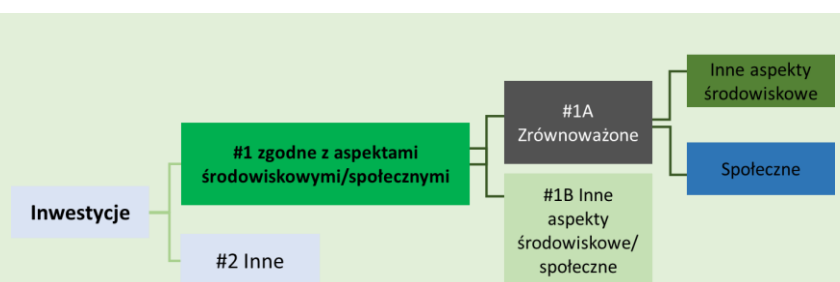 Inwestycje
#1 zgodne z aspektami
środowiskowymi/społecznymi
#2 Inne
#1A
Zrównoważone
#1B Inne
aspekty
środowiskowe/
społeczne
Inne aspekty
środowiskowe
Społeczne